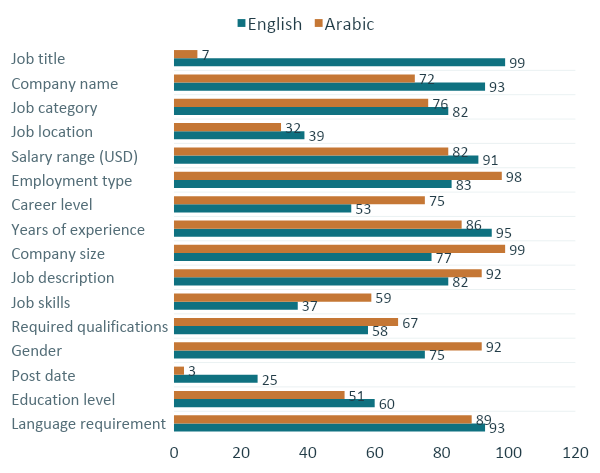 English Arabic
Job title 7 99
Company name 72 93
Job category 76 82
Job location 32 39
Salary range (USD) 82 91
Employment type 98 83
Career level 75 53
Years of experience 86 95
Company size 99 77
Job description 92 82
Job skills 59 37
Required qualifications 67 58
Gender 92 75
Post date 3 25
Education level 51 60
Language requirement 89 93
0 20 40 60 80 100 120